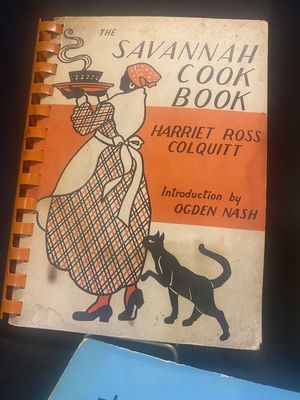 THE
SAVANNAH
COOK
BOOK
HARRIET ROSS
COLQUITT
Introduction by
OGDEN NASH